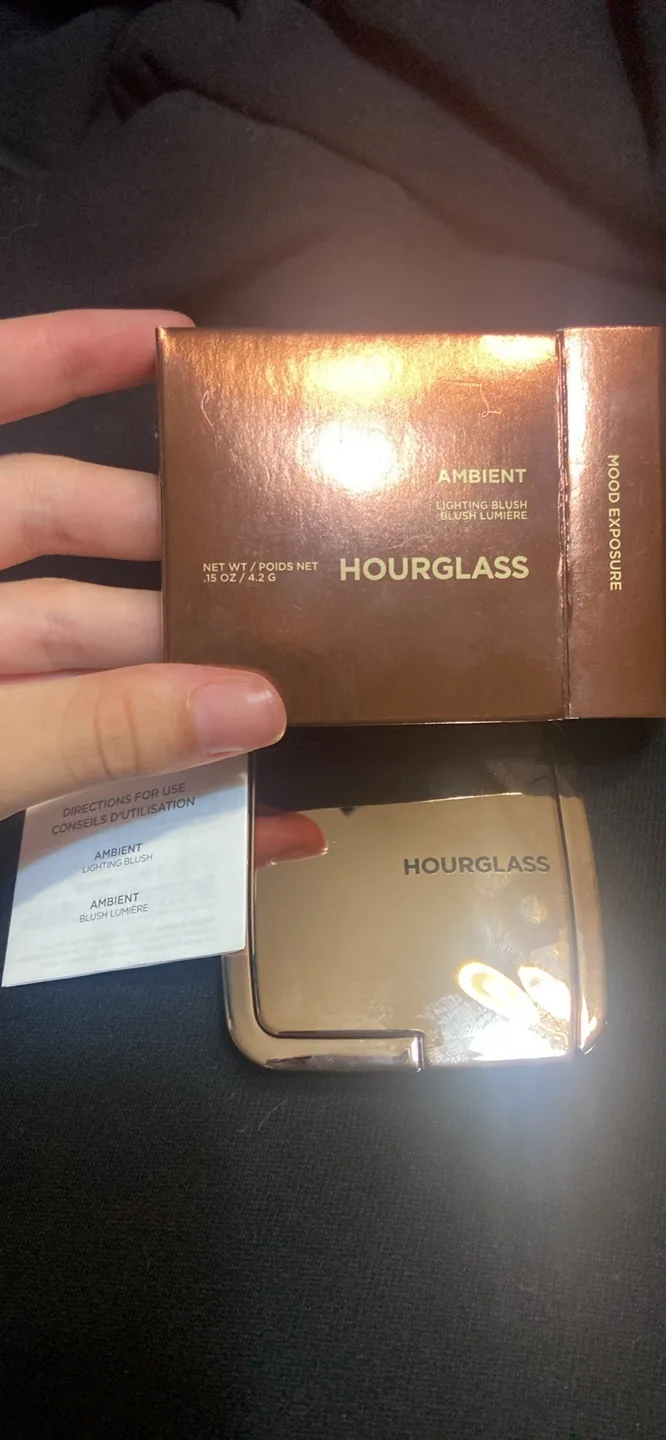 AMBIENT
LIGHTING BLUSH
BLUSH LUMIÈRE
NET WT / POIDS NET
.15 OZ / 4.2 G
HOURGLASS
MOOD EXPOSURE
DIRECTIONS FOR USE
CONSEILS D'UTILISATION
AMBIENT
LIGHTING BLUSH
AMBIENT
BLUSH LUMIÈRE
HOURGLASS